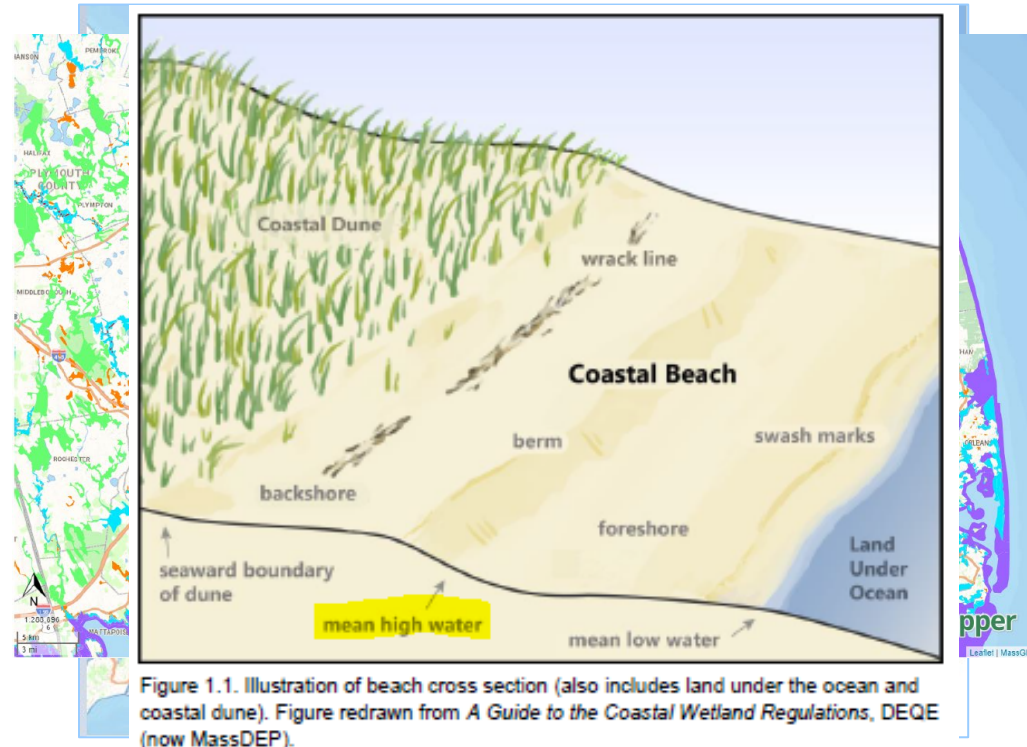 HANSON
PEMBROKE
HALIFAX
PLYMOUTH
COUNTY
PLYMPTON
MIDDLEBOROUGH
ROCHESTER
N
5 km
3 mi
Coastal Dune
wrack line
Coastal Beach
berm
swash marks
backshore
foreshore
Land
Under
Ocean
seaward boundary
of dune
mean high water
mean low water
pper
Leaflet | MassG
Figure 1.1. Illustration of beach cross section (also includes land under the ocean and
coastal dune). Figure redrawn from A Guide to the Coastal Wetland Regulations, DEQE
(now MassDEP).